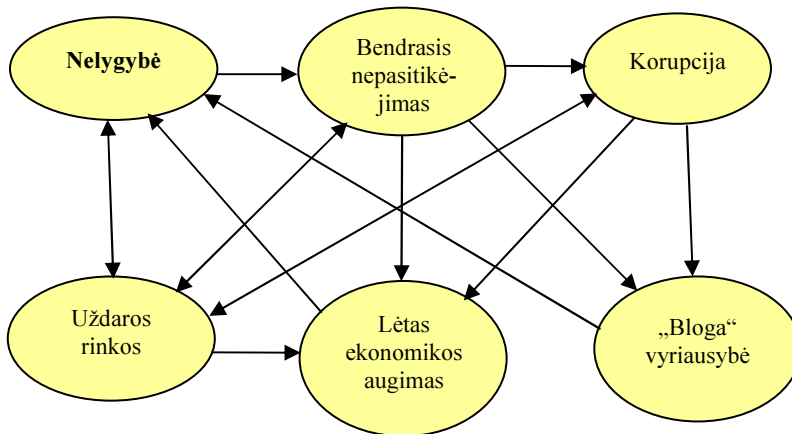 Nelygybė
Bendrasis
nepasitikė-
jimas
Korupcija
Uždaros
rinkos
Lėtas
ekonomikos
augimas
„Bloga“
vyriausybė